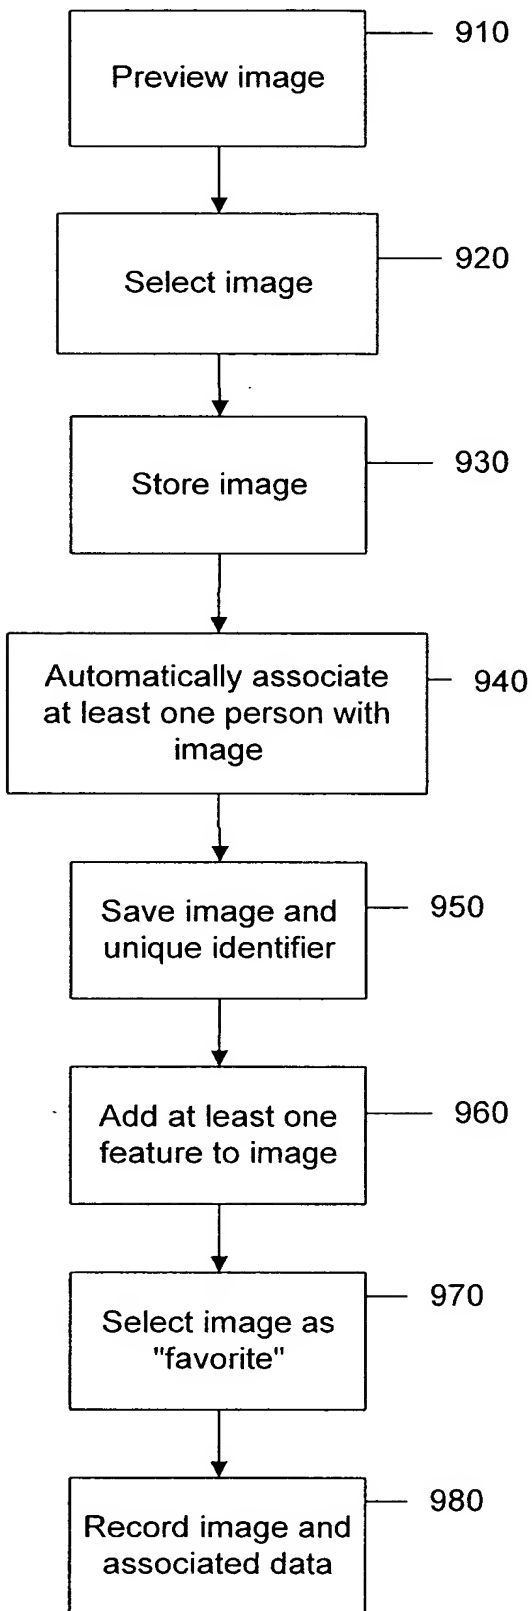 910
Preview image
920
Select image
930
Store image
940
Automatically associate
at least one person with
image
950
Save image and
unique identifier
960
Add at least one
feature to image
970
Select image as
"favorite"
980
Record image and
associated data